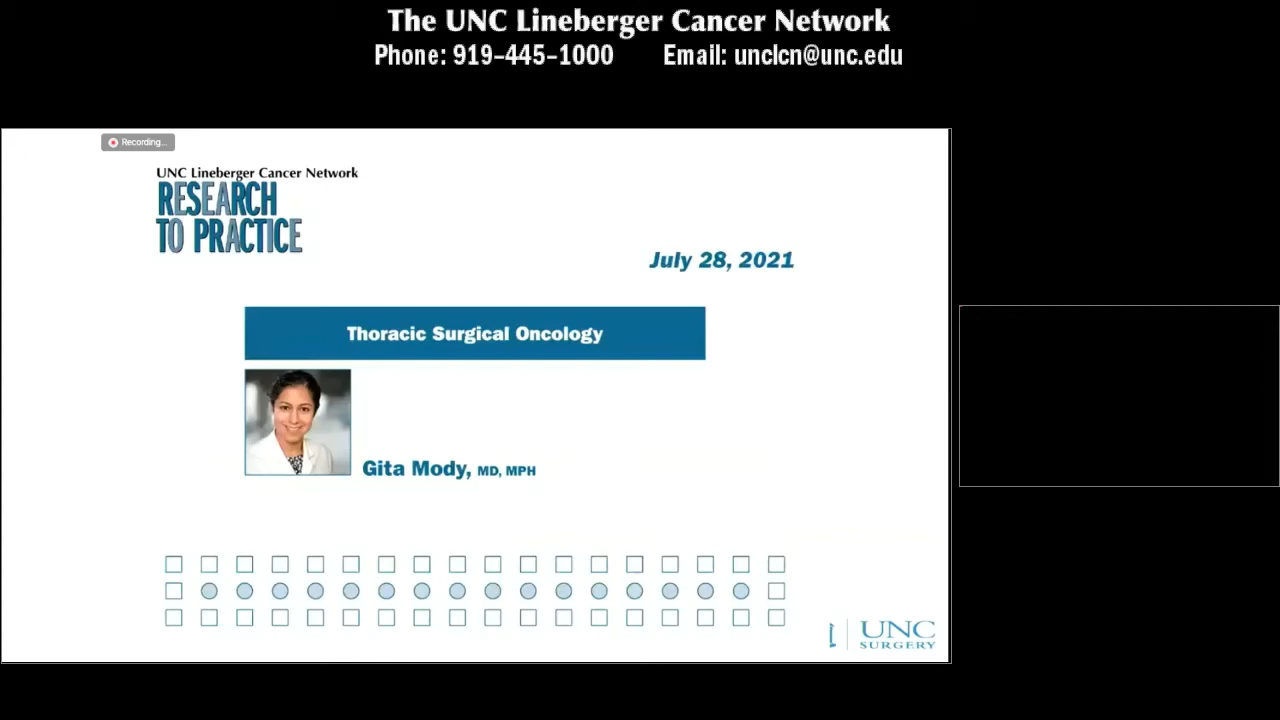 The UNC Lineberger Cancer Network
Phone: 919-445-1000 Email: unclcn@unc.edu
Recording...
UNC Lineberger Cancer Network
RESEARCH
TO PRACTICE
July 28, 2021
Thoracic Surgical Oncology
Gita Mody, MD, MPH
UNC
SURGERY